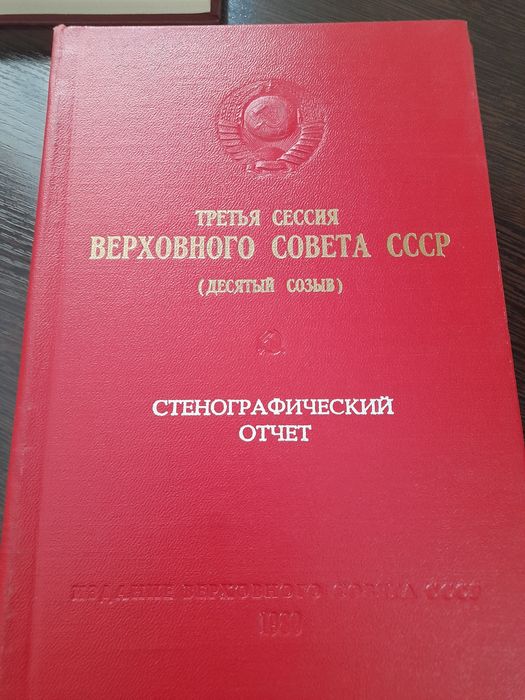 ТРЕТЬЯ СЕССИЯ
ВЕРХОВНОГО СОВЕТА СССР
(ДЕСЯТЫЙ СОЗЫВ)
СТЕНОГРАФИЧЕСКИЙ
ОТЧЕТ
ИЗДАНИЕ ВЕРХОВНОГО СОВЕТА СССР